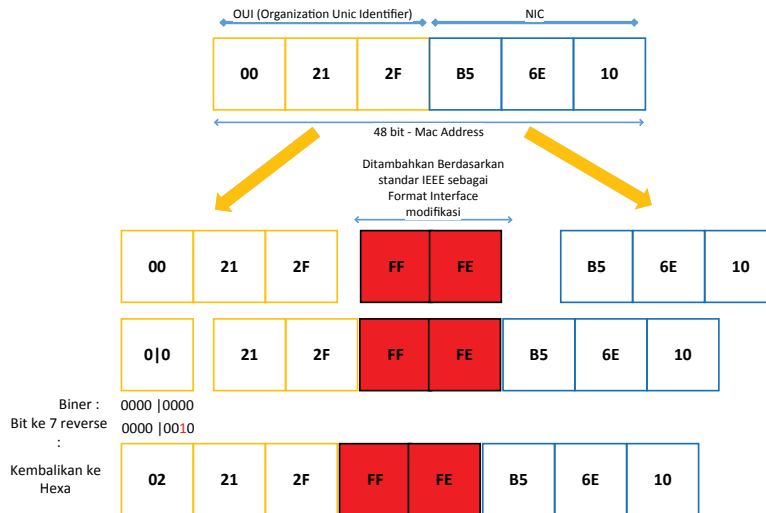 OUI (Organization Unic Identifier) NIC
00 21 2F B5 6E 10
48 bit - Mac Address
Ditambahkan Berdasarkan
standar IEEE sebagai
Format Interface
modifikasi
00 21 2F FF FE B5 6E 10
0|0 21 2F FF FE B5 6E 10
Biner : 0000 |0000
Bit ke 7 reverse
: 0000 |0010
Kembalikan ke
Hexa
02 21 2F FF FE B5 6E 10